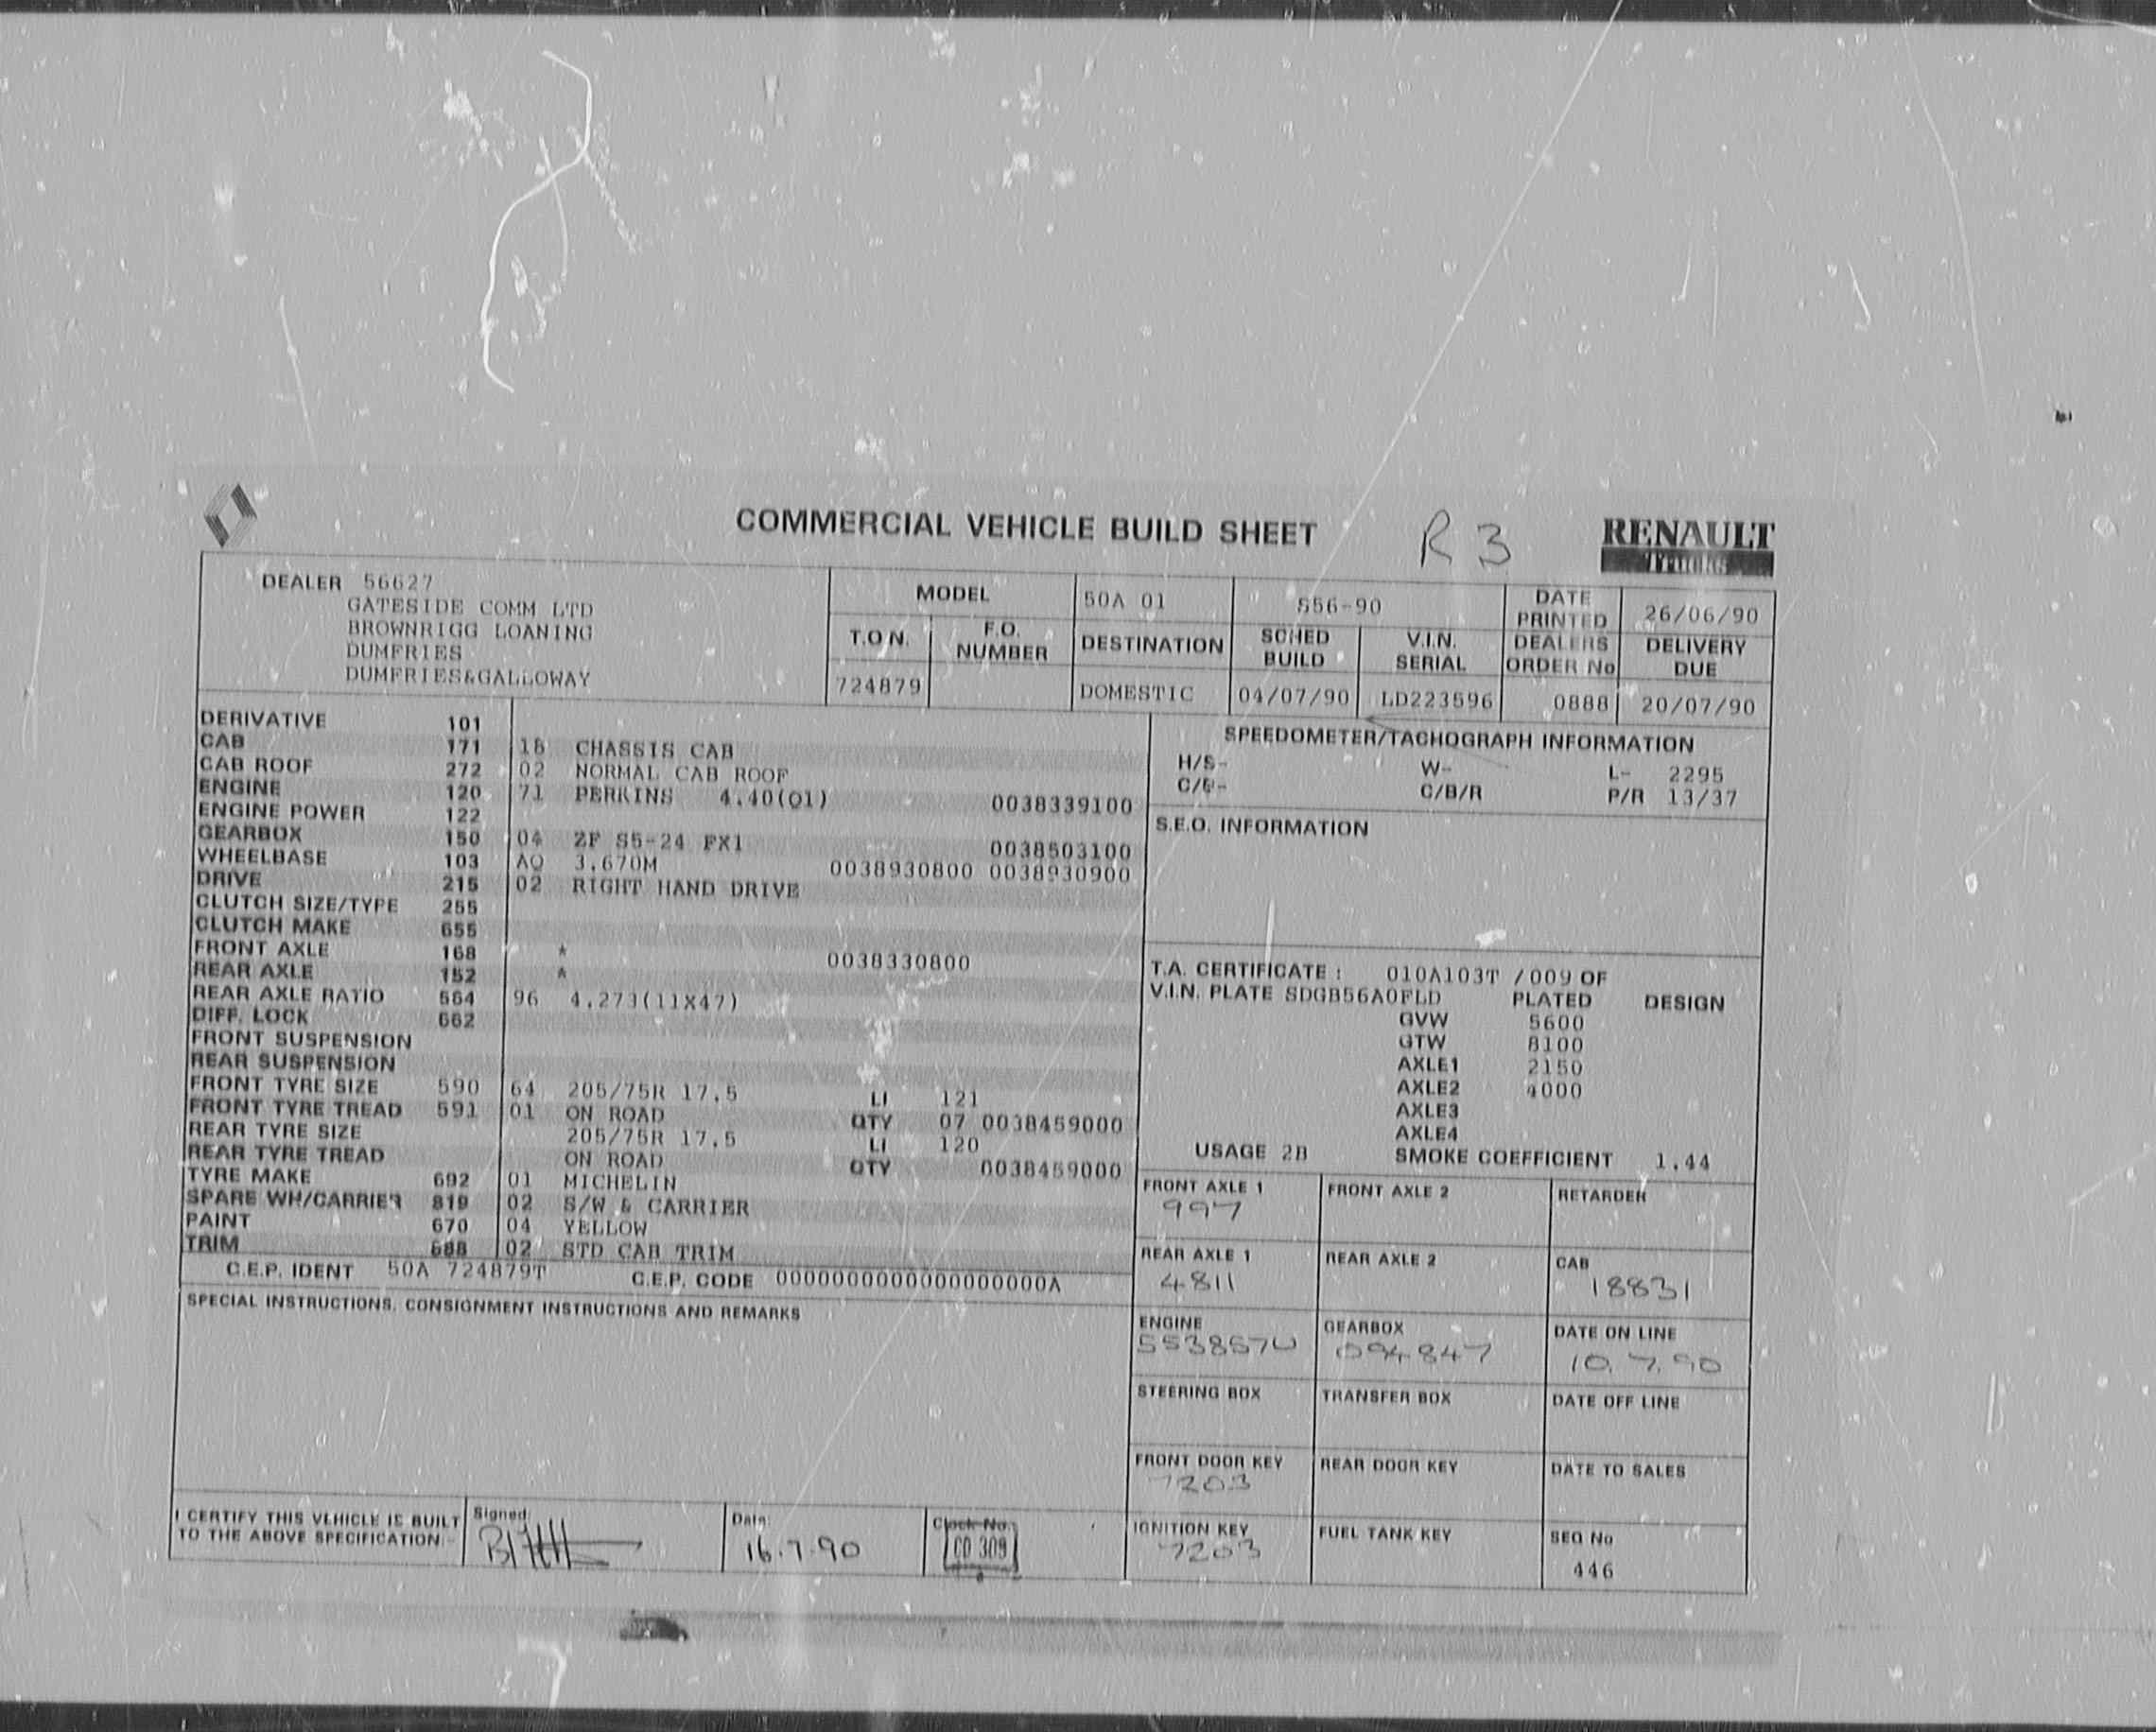 COMMERCIAL VEHICLE BUILD SHEET R3 RENAULT
Trucks
DEALER 56627
GATESIDE COMM LTD
BROWNRIGG LOANING
DUMFRIES
DUMFRIES&GALLOWAY
MODEL 50A 01 S56-90 DATE PRINTED 26/06/90
T.O.N. F.O. NUMBER DESTINATION SCHED BUILD V.I.N. SERIAL DEALERS ORDER No DELIVERY DUE
724879 DOMESTIC 04/07/90 LD223596 0888 20/07/90
DERIVATIVE 101
CAB 171 18 CHASSIS CAB
CAB ROOF 272 02 NORMAL CAB ROOF
ENGINE 120 71 PERKINS 4.40(Q1) 0038339100
ENGINE POWER 122
GEARBOX 150 04 ZF S5-24 FX1 0038503100
WHEELBASE 103 AQ 3.670M 0038930800 0038930900
DRIVE 215 02 RIGHT HAND DRIVE
CLUTCH SIZE/TYPE 255
CLUTCH MAKE 655
FRONT AXLE 168 * 0038330800
REAR AXLE 152 *
REAR AXLE RATIO 564 96 4.273(11X47)
DIFF. LOCK 662
FRONT SUSPENSION
REAR SUSPENSION
FRONT TYRE SIZE 590 64 205/75R 17.5 LI 121
FRONT TYRE TREAD 591 01 ON ROAD QTY 07 0038459000
REAR TYRE SIZE 205/75R 17.5 LI 120
REAR TYRE TREAD ON ROAD QTY 0038459000
TYRE MAKE 692 01 MICHELIN
SPARE WH/CARRIER 819 02 S/W & CARRIER
PAINT 670 04 YELLOW
TRIM 688 02 STD CAB TRIM
C.E.P. IDENT 50A 724879T C.E.P. CODE 0000000000000000000A
SPECIAL INSTRUCTIONS, CONSIGNMENT INSTRUCTIONS AND REMARKS
SPEEDOMETER/TACHOGRAPH INFORMATION
H/S- W- L- 2295
C/B/R P/R 13/37
S.E.O. INFORMATION
T.A. CERTIFICATE : 010A103T /009 OF
V.I.N. PLATE SDGB56A0FLD PLATED DESIGN
GVW 5600
GTW 8100
AXLE1 2150
AXLE2 4000
AXLE3
AXLE4
USAGE 2B SMOKE COEFFICIENT 1.44
FRONT AXLE 1 FRONT AXLE 2 RETARDER
997
REAR AXLE 1 REAR AXLE 2 CAB
4811 18831
ENGINE GEARBOX DATE ON LINE
094847 10.7.90
STEERING BOX TRANSFER BOX DATE OFF LINE
FRONT DOOR KEY REAR DOOR KEY DATE TO SALES
7203
IGNITION KEY FUEL TANK KEY SEQ No
7203 446
I CERTIFY THIS VEHICLE IS BUILT
TO THE ABOVE SPECIFICATION:-
Signed
Date: 16.7.90
Clock No.
CO 309